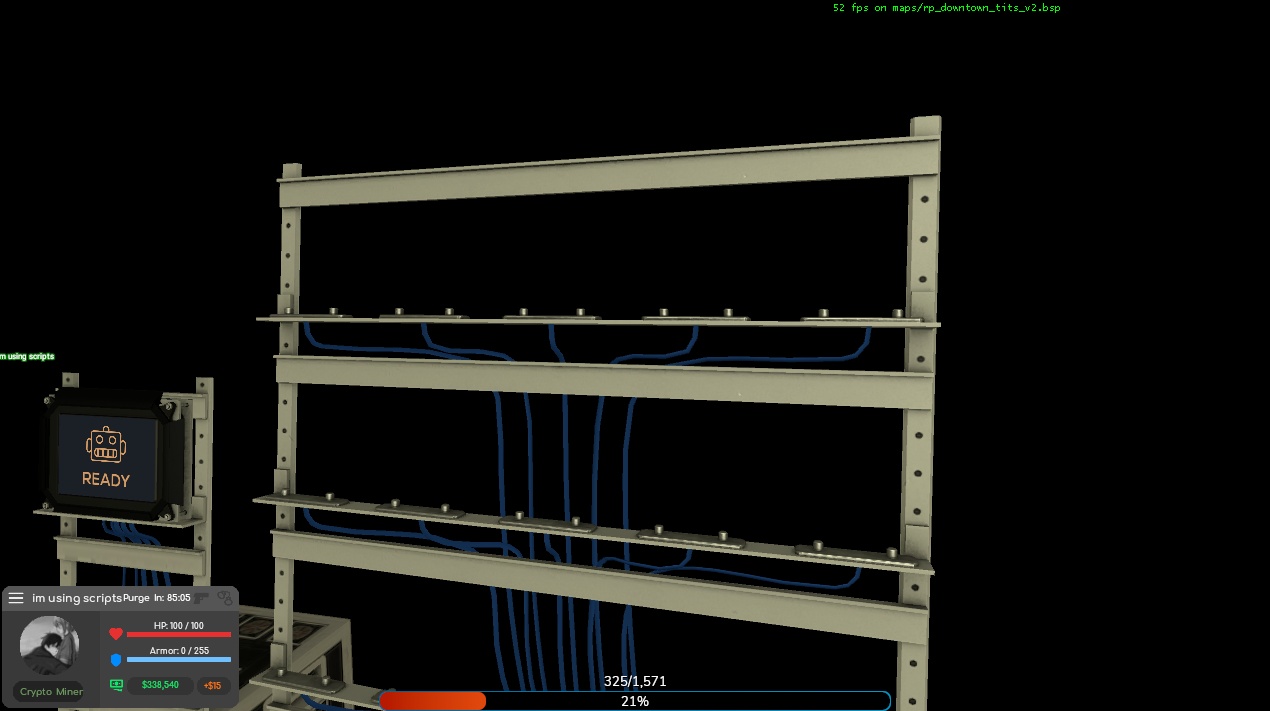 52 fps on maps/rp_downtown_tits_v2.bsp
m using scripts
READY
im using scripts Purge In: 85:05
HP: 100 / 100
Armor: 0 / 255
Crypto Miner
$338,540
+$15
325/1,571
21%